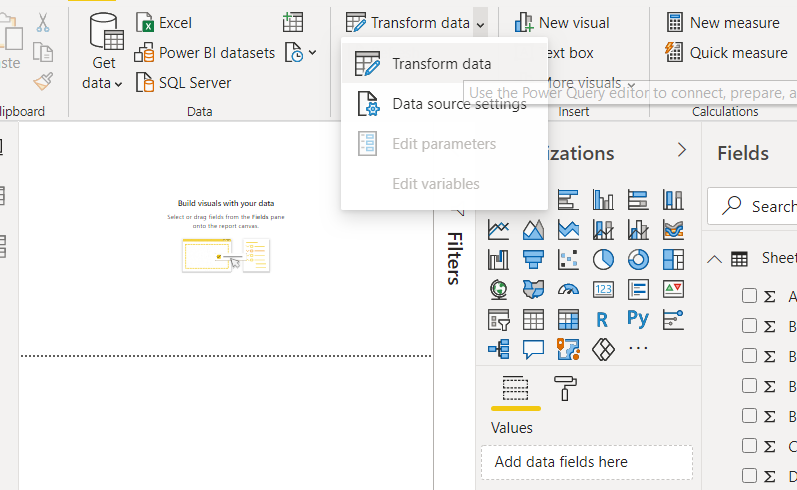 Excel
Power BI datasets
SQL Server
Get
data
Data
Transform data
Transform data
Data source settings
Edit parameters
Edit variables
Use the Power Query editor to connect, prepare, a
New visual
ext box
ore visuals
Insert
New measure
Quick measure
Calculations
ste
lipboard
Build visuals with your data
Select or drag fields from the Fields pane
onto the report canvas.
Filters
izations
123
R
Py
Values
Add data fields here
Fields
Search
Sheet
Σ A
Σ B
Σ B
Σ B
Σ B
Σ C
Σ D